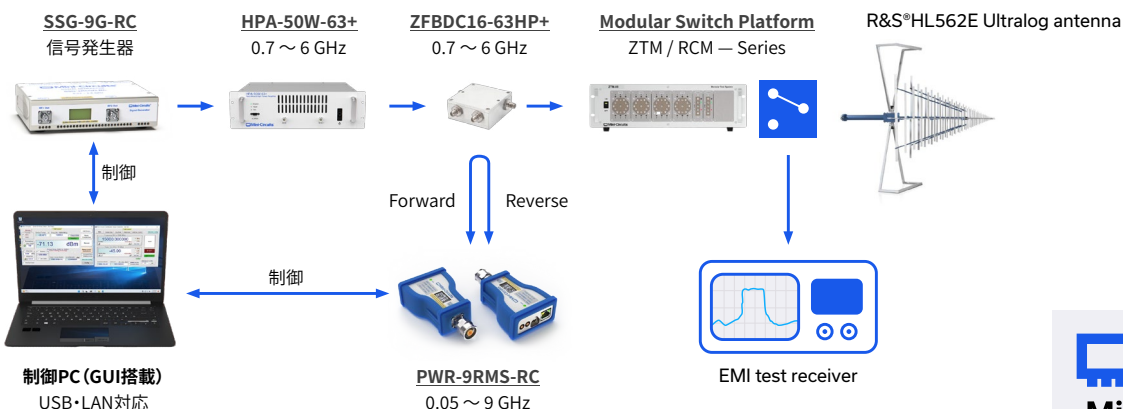 SSG-9G-RC
信号発生器
HPA-50W-63+
0.7 ～ 6 GHz
ZFBDC16-63HP+
0.7 ～ 6 GHz
Modular Switch Platform
ZTM / RCM — Series
R&S®HL562E Ultralog antenna
制御
Forward
Reverse
制御
-71.13 dBm
制御PC（GUI搭載）
USB・LAN対応
PWR-9RMS-RC
0.05 ～ 9 GHz
EMI test receiver